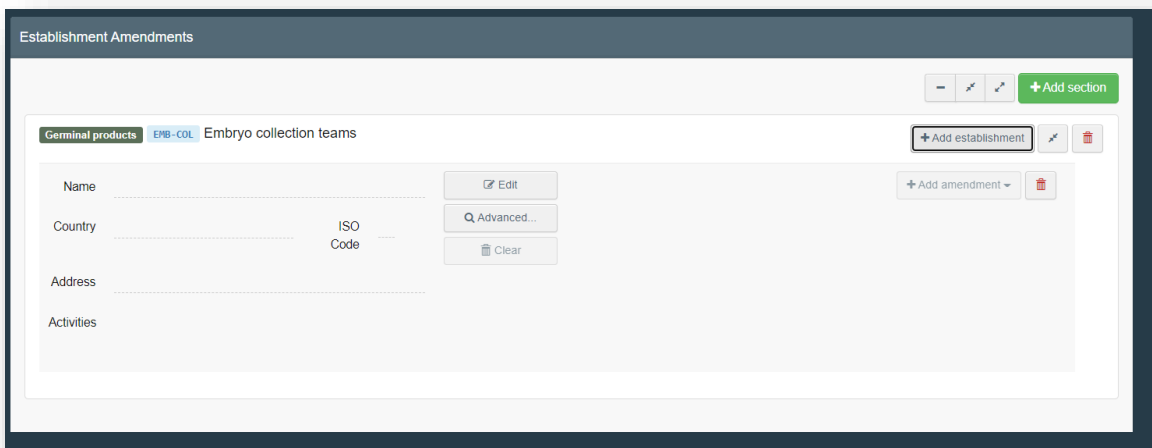 Establishment Amendments
Add section
Germinal products EMB-COL Embryo collection teams
Add establishment
Name
Edit
Add amendment
Country
ISO Code
Advanced...
Clear
Address
Activities